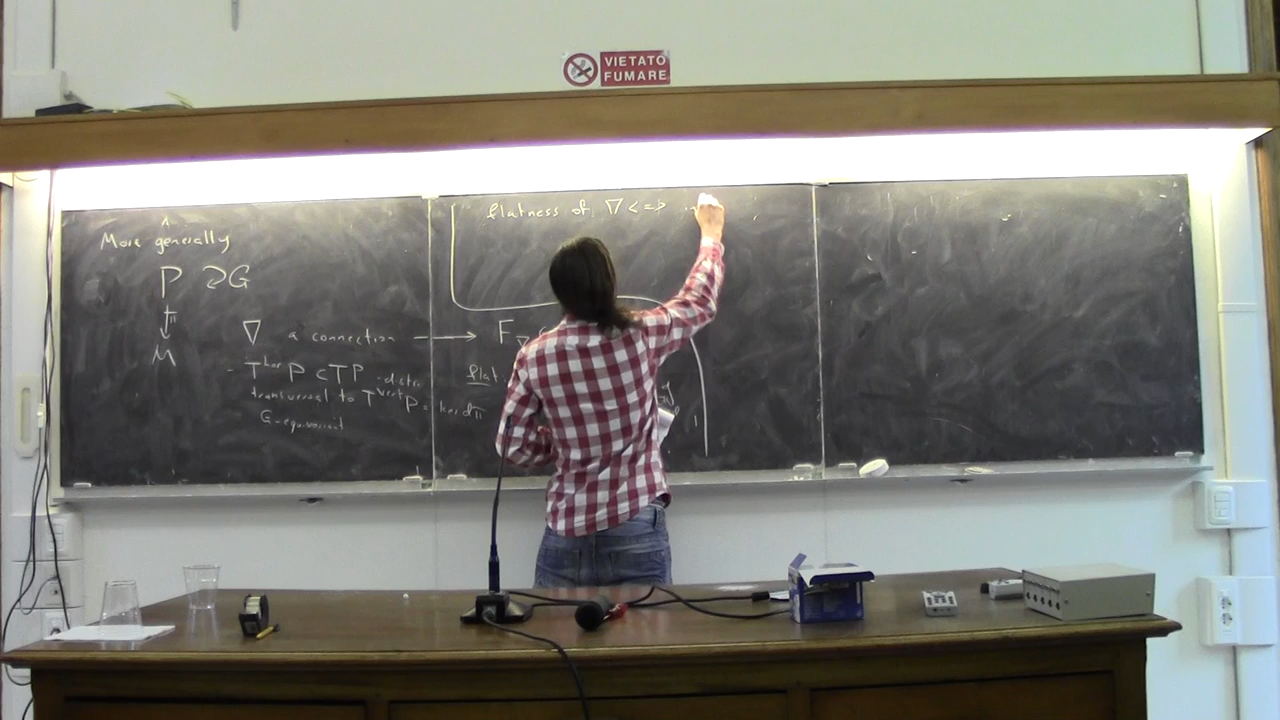 VIETATO
FUMARE
More generally
P ⊃G
π
M
∇ a connection → F∇
- T^hor P ⊂ TP - distr.
transversal to T^vert P = ker dπ
G-equivariant
flatness of ∇ <=>
flat